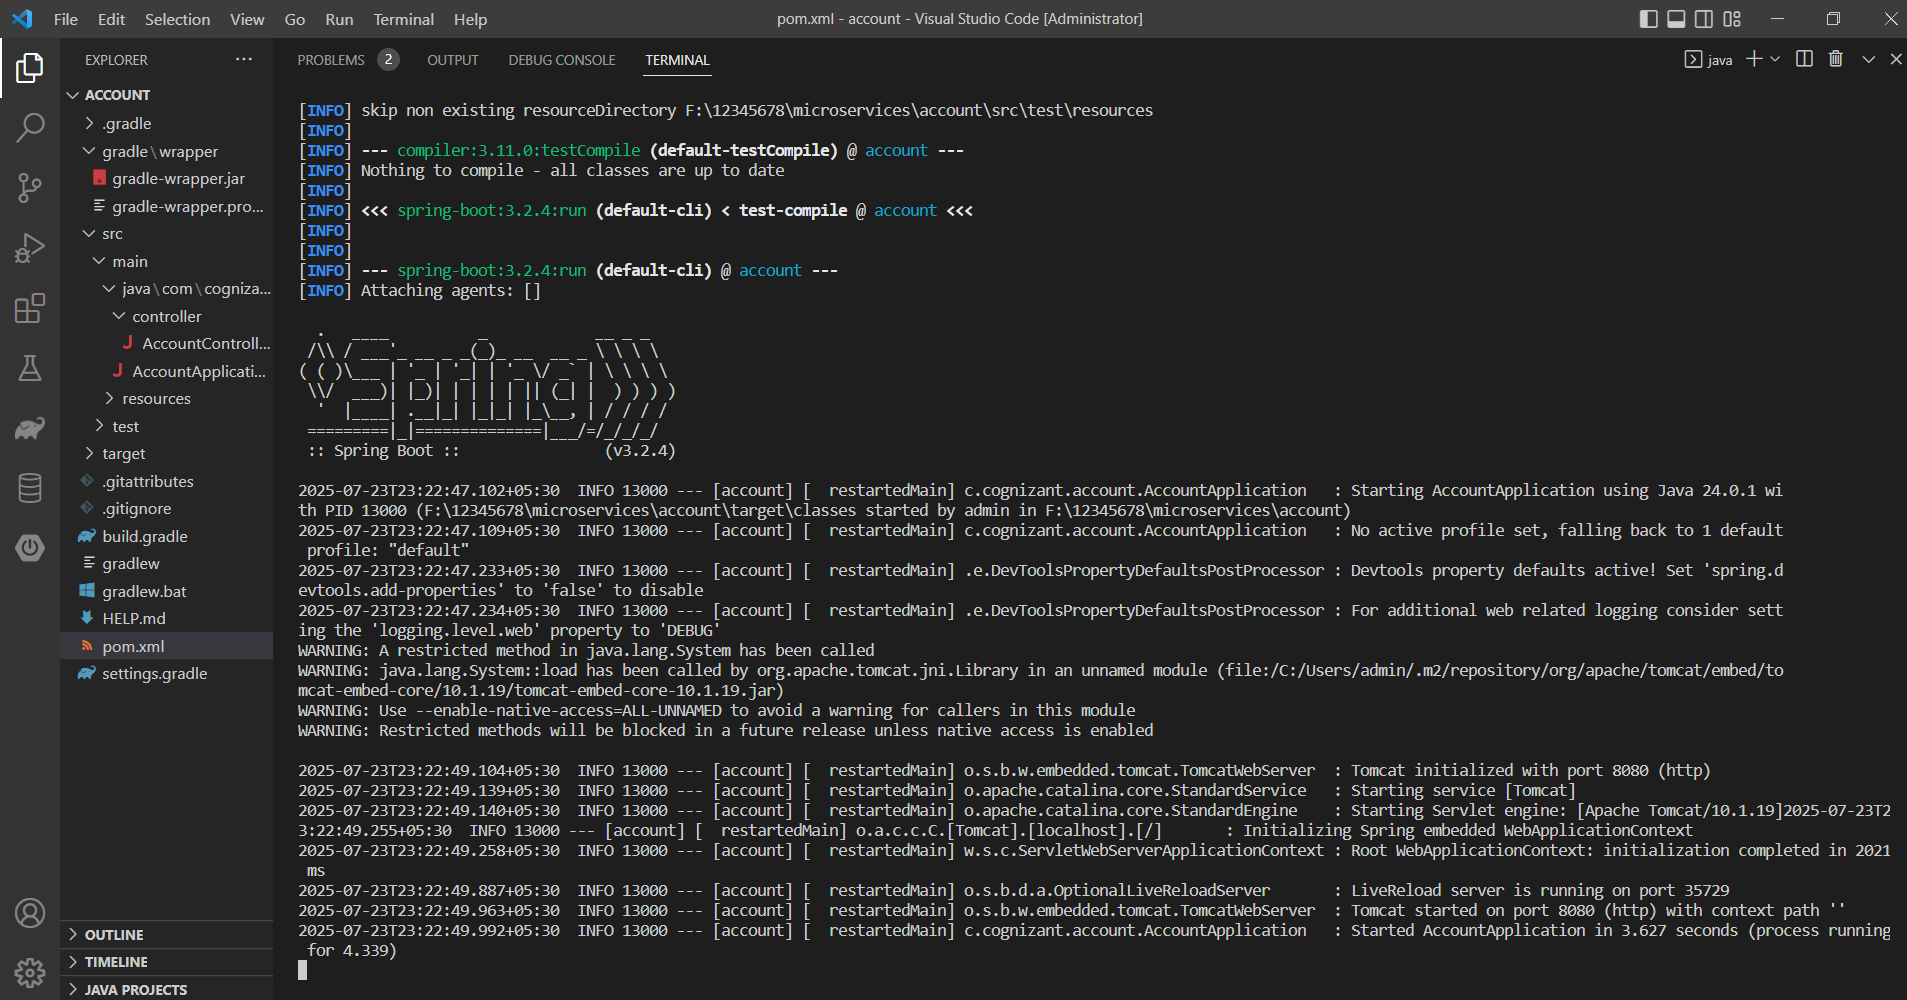 File Edit Selection View Go Run Terminal Help
pom.xml - account - Visual Studio Code [Administrator]
EXPLORER
ACCOUNT
.gradle
gradle\wrapper
gradle-wrapper.jar
gradle-wrapper.pro...
src
main
java\com\cogniza...
controller
AccountControll...
AccountApplicati...
resources
test
target
.gitattributes
.gitignore
build.gradle
gradlew
gradlew.bat
HELP.md
pom.xml
settings.gradle
OUTLINE
TIMELINE
JAVA PROJECTS
PROBLEMS 2 OUTPUT DEBUG CONSOLE TERMINAL
java
[INFO] skip non existing resourceDirectory F:\12345678\microservices\account\src\test\resources
[INFO]
[INFO] --- compiler:3.11.0:testCompile (default-testCompile) @ account ---
[INFO] Nothing to compile - all classes are up to date
[INFO]
[INFO] <<< spring-boot:3.2.4:run (default-cli) < test-compile @ account <<<
[INFO]
[INFO]
[INFO] --- spring-boot:3.2.4:run (default-cli) @ account ---
[INFO] Attaching agents: []
  .   ____          _            __ _ _
 /\\ / ___'_ __ _ _(_)_ __  __ _ \ \ \ \
( ( )\___ | '_ | '_| | '_ \/ _` | \ \ \ \
 \\/  ___)| |_)| | | | | || (_| |  ) ) ) )
  '  |____| .__|_| |_|_| |_\__, | / / / /
 =========|_|==============|___/=/_/_/_/
 :: Spring Boot ::                (v3.2.4)
2025-07-23T23:22:47.102+05:30  INFO 13000 --- [account] [  restartedMain] c.cognizant.account.AccountApplication   : Starting AccountApplication using Java 24.0.1 wi
th PID 13000 (F:\12345678\microservices\account\target\classes started by admin in F:\12345678\microservices\account)
2025-07-23T23:22:47.109+05:30  INFO 13000 --- [account] [  restartedMain] c.cognizant.account.AccountApplication   : No active profile set, falling back to 1 default
 profile: "default"
2025-07-23T23:22:47.233+05:30  INFO 13000 --- [account] [  restartedMain] .e.DevToolsPropertyDefaultsPostProcessor : Devtools property defaults active! Set 'spring.d
evtools.add-properties' to 'false' to disable
2025-07-23T23:22:47.234+05:30  INFO 13000 --- [account] [  restartedMain] .e.DevToolsPropertyDefaultsPostProcessor : For additional web related logging consider sett
ing the 'logging.level.web' property to 'DEBUG'
WARNING: A restricted method in java.lang.System has been called
WARNING: java.lang.System::load has been called by org.apache.tomcat.jni.Library in an unnamed module (file:/C:/Users/admin/.m2/repository/org/apache/tomcat/embed/to
mcat-embed-core/10.1.19/tomcat-embed-core-10.1.19.jar)
WARNING: Use --enable-native-access=ALL-UNNAMED to avoid a warning for callers in this module
WARNING: Restricted methods will be blocked in a future release unless native access is enabled
2025-07-23T23:22:49.104+05:30  INFO 13000 --- [account] [  restartedMain] o.s.b.w.embedded.tomcat.TomcatWebServer  : Tomcat initialized with port 8080 (http)
2025-07-23T23:22:49.139+05:30  INFO 13000 --- [account] [  restartedMain] o.apache.catalina.core.StandardService   : Starting service [Tomcat]
2025-07-23T23:22:49.140+05:30  INFO 13000 --- [account] [  restartedMain] o.apache.catalina.core.StandardEngine    : Starting Servlet engine: [Apache Tomcat/10.1.19]2025-07-23T2
3:22:49.255+05:30  INFO 13000 --- [account] [  restartedMain] o.a.c.c.C.[Tomcat].[localhost].[/]       : Initializing Spring embedded WebApplicationContext
2025-07-23T23:22:49.258+05:30  INFO 13000 --- [account] [  restartedMain] w.s.c.ServletWebServerApplicationContext : Root WebApplicationContext: initialization completed in 2021
 ms
2025-07-23T23:22:49.887+05:30  INFO 13000 --- [account] [  restartedMain] o.s.b.d.a.OptionalLiveReloadServer       : LiveReload server is running on port 35729
2025-07-23T23:22:49.963+05:30  INFO 13000 --- [account] [  restartedMain] o.s.b.w.embedded.tomcat.TomcatWebServer  : Tomcat started on port 8080 (http) with context path ''
2025-07-23T23:22:49.992+05:30  INFO 13000 --- [account] [  restartedMain] c.cognizant.account.AccountApplication   : Started AccountApplication in 3.627 seconds (process running
 for 4.339)